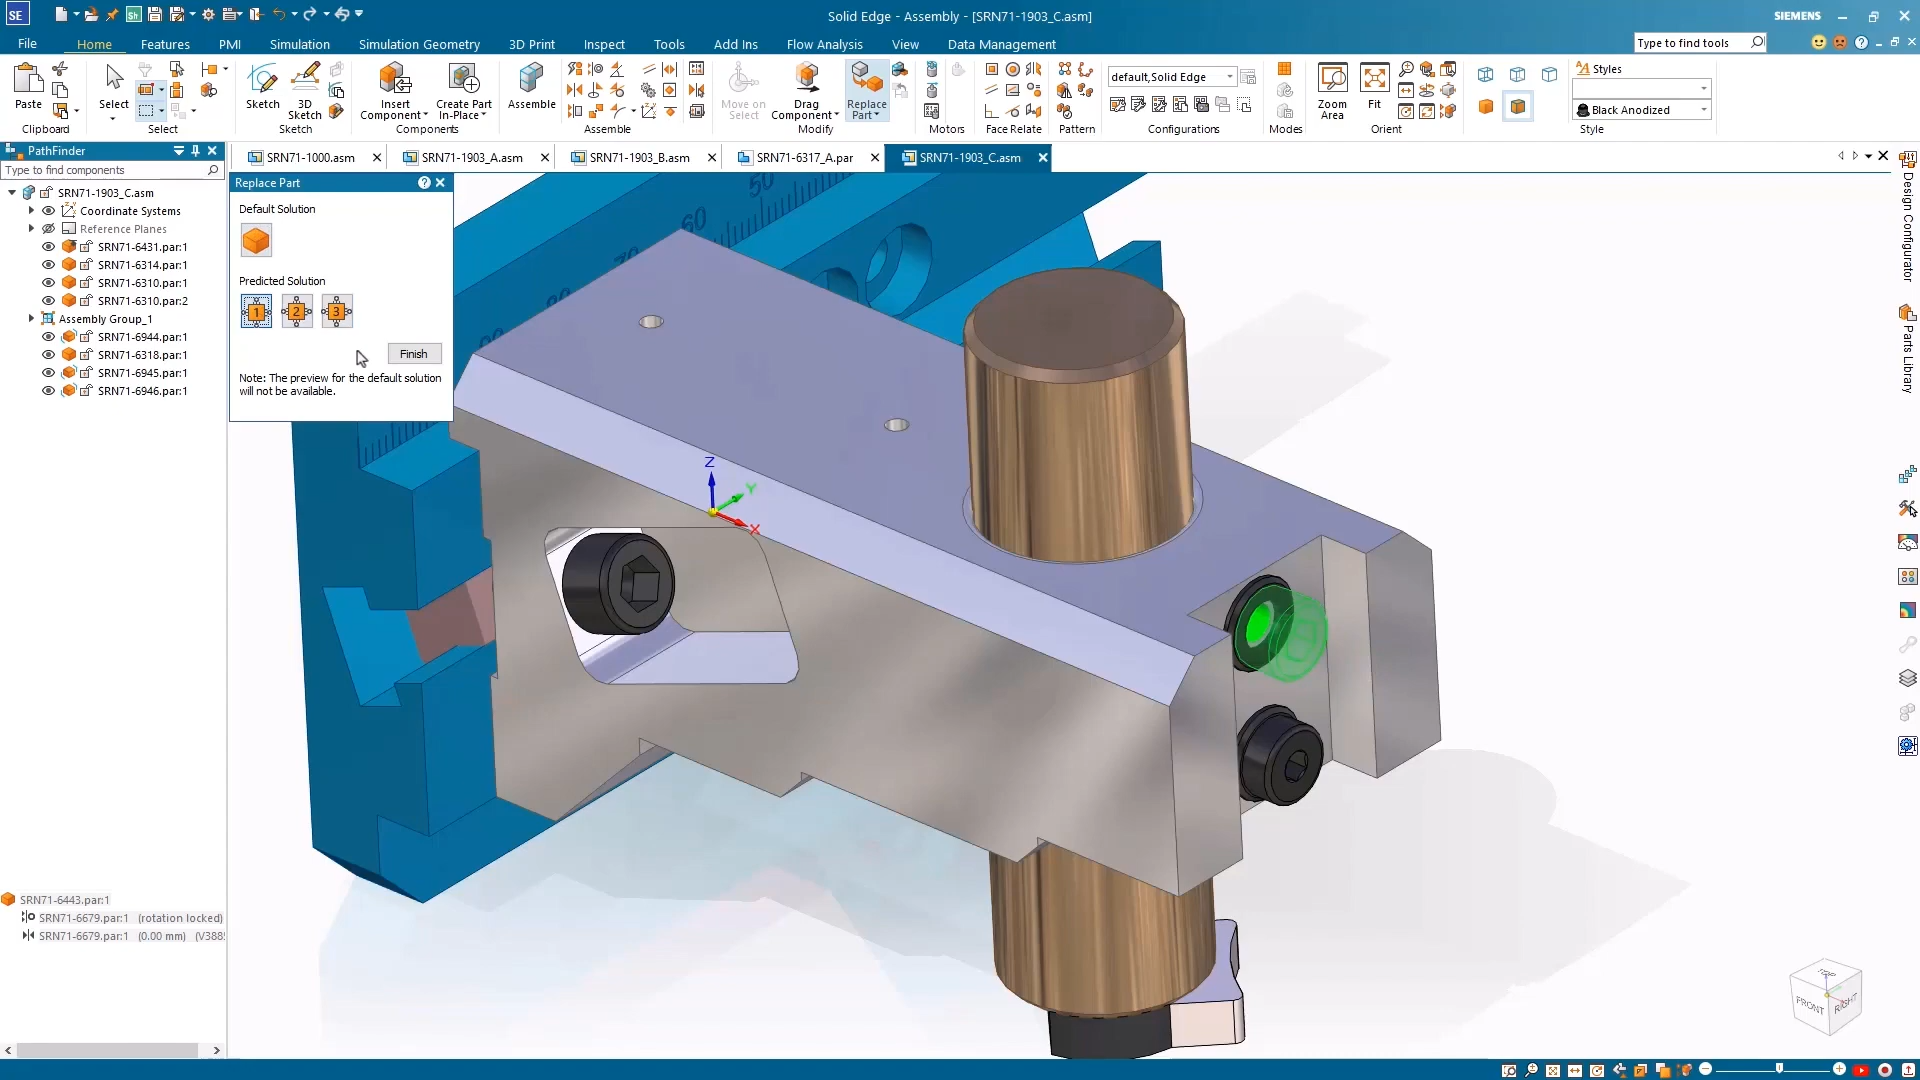 SE
Sh
Solid Edge - Assembly - [SRN71-1903_C.asm]
SIEMENS
File
Home
Features
PMI
Simulation
Simulation Geometry
3D Print
Inspect
Tools
Add Ins
Flow Analysis
View
Data Management
Type to find tools
Paste
Clipboard
Select
Select
Sketch
3D Sketch
Sketch
Insert Component
Create Part In-Place
Components
Assemble
Assemble
Move on Select
Drag Component
Replace Part
Modify
Motors
Face Relate
Pattern
default,Solid Edge
Configurations
Modes
Zoom Area
Fit
Orient
Styles
Black Anodized
Style
PathFinder
Type to find components
SRN71-1000.asm
SRN71-1903_A.asm
SRN71-1903_B.asm
SRN71-6317_A.par
SRN71-1903_C.asm
SRN71-1903_C.asm
Coordinate Systems
Reference Planes
SRN71-6431.par:1
SRN71-6314.par:1
SRN71-6310.par:1
SRN71-6310.par:2
Assembly Group_1
SRN71-6944.par:1
SRN71-6318.par:1
SRN71-6945.par:1
SRN71-6946.par:1
Replace Part
Default Solution
Predicted Solution
1 2 3
Finish
Note: The preview for the default solution
will not be available.
50
60
70
80
90
Z
Y
X
Design Configurator
Parts Library
SRN71-6443.par:1
SRN71-6679.par:1 (rotation locked)
SRN71-6679.par:1 (0.00 mm) (V388
TOP
FRONT
RIGHT